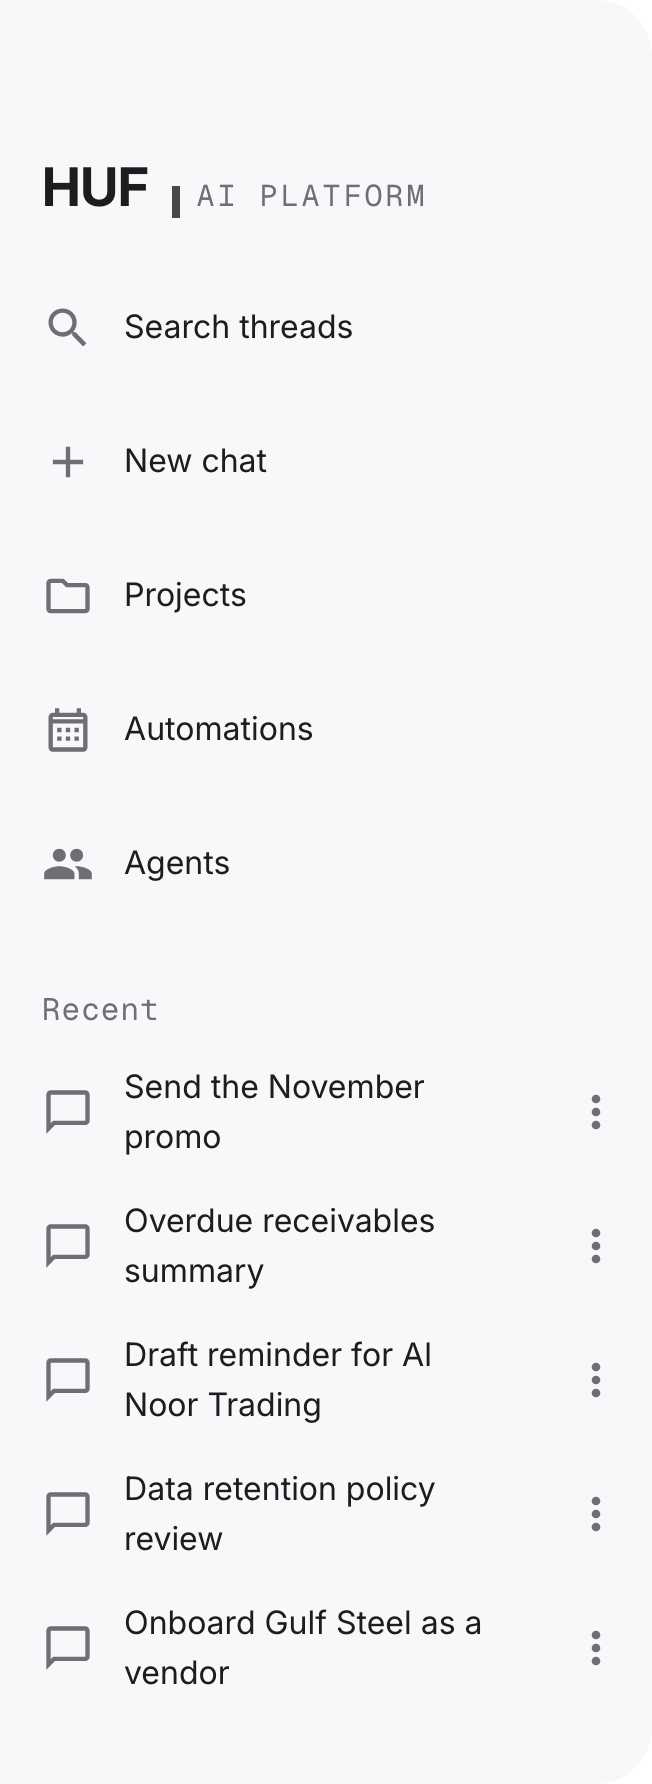 HUF AI PLATFORM
Search threads
New chat
Projects
Automations
Agents
Recent
Send the November
promo
Overdue receivables
summary
Draft reminder for Al
Noor Trading
Data retention policy
review
Onboard Gulf Steel as a
vendor